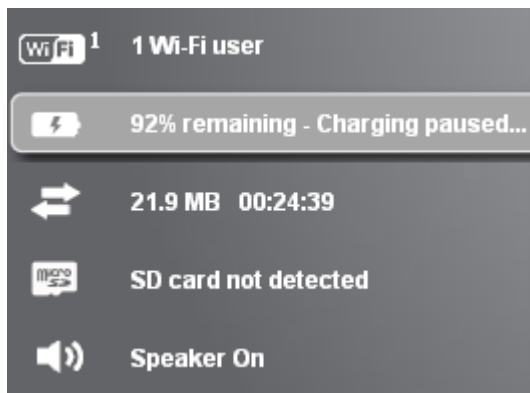 WiFi 1 1 Wi-Fi user
92% remaining - Charging paused...
21.9 MB 00:24:39
micro SD SD card not detected
Speaker On